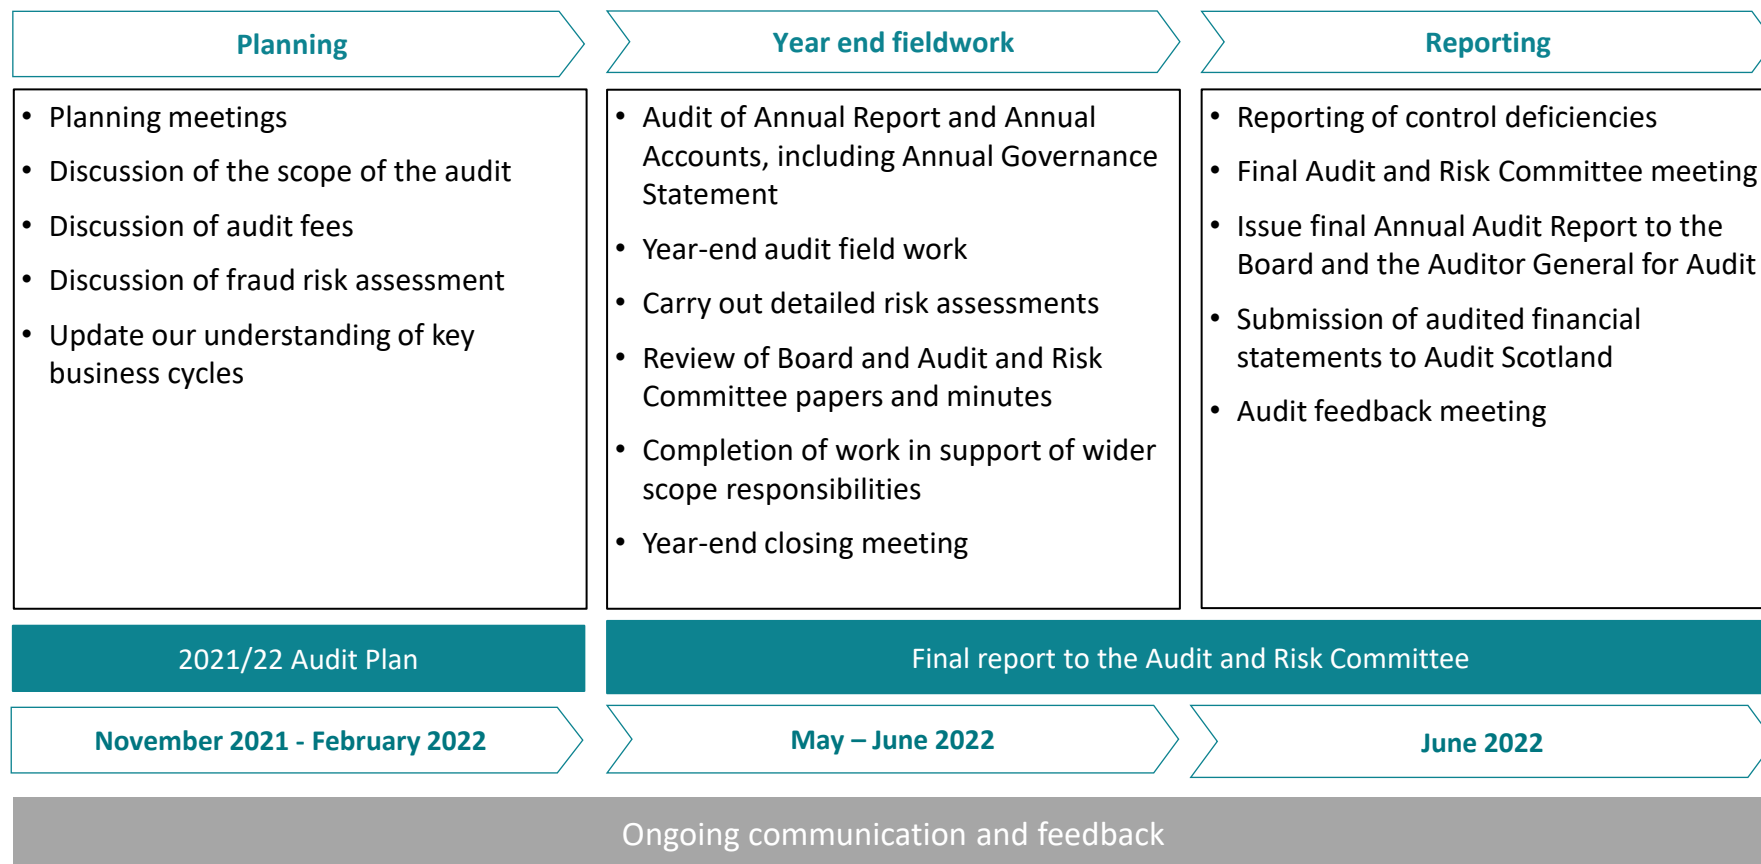 Planning
Year end fieldwork
Reporting
• Planning meetings
• Discussion of the scope of the audit
• Discussion of audit fees
• Discussion of fraud risk assessment
• Update our understanding of key
business cycles
• Audit of Annual Report and Annual
Accounts, including Annual Governance
Statement
• Year-end audit field work
• Carry out detailed risk assessments
• Review of Board and Audit and Risk
Committee papers and minutes
• Completion of work in support of wider
scope responsibilities
• Year-end closing meeting
• Reporting of control deficiencies
• Final Audit and Risk Committee meeting
• Issue final Annual Audit Report to the
Board and the Auditor General for Audit
• Submission of audited financial
statements to Audit Scotland
• Audit feedback meeting
2021/22 Audit Plan
Final report to the Audit and Risk Committee
November 2021 - February 2022
May – June 2022
June 2022
Ongoing communication and feedback